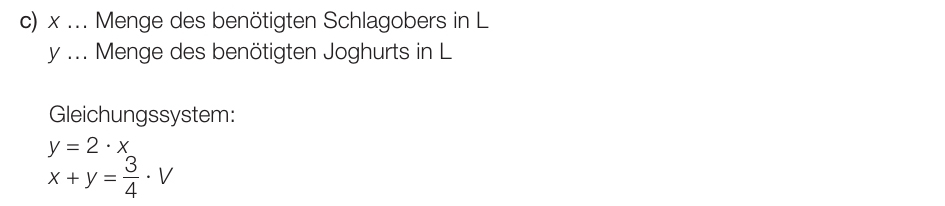 c) x … Menge des benötigten Schlagobers in L
y … Menge des benötigten Joghurts in L
Gleichungssystem:
y = 2 · x
x + y = 3/4 · V